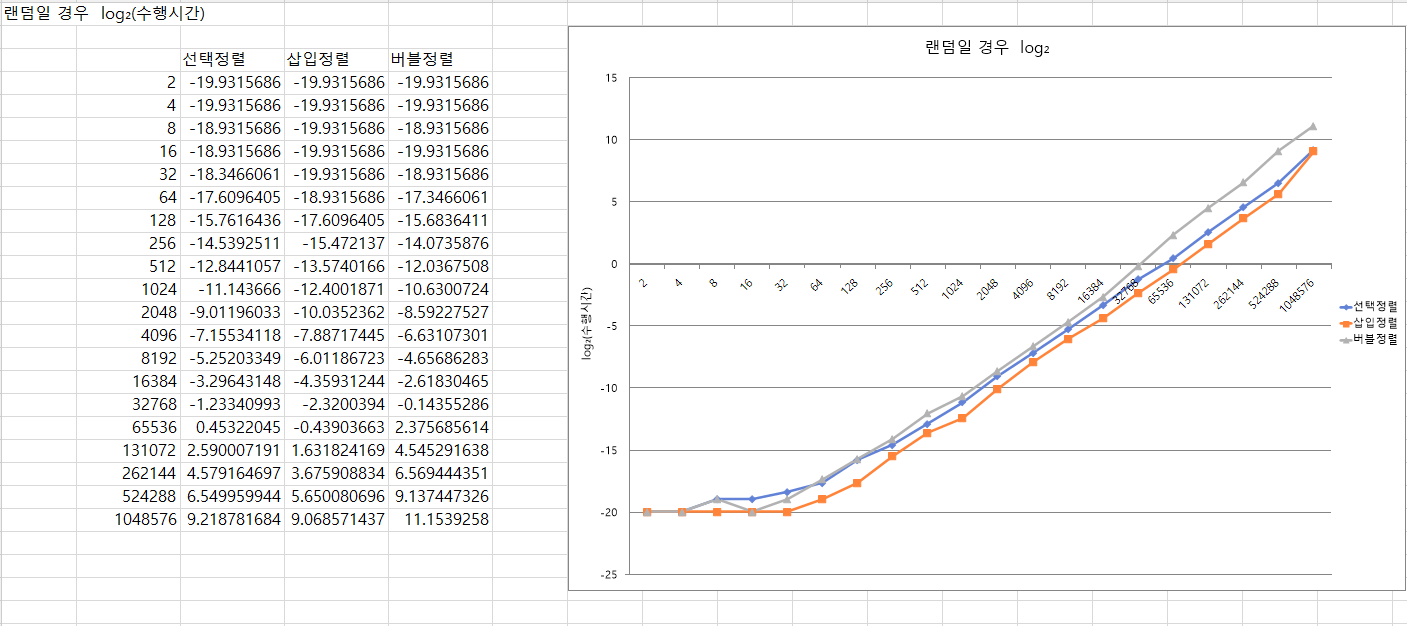 랜덤일 경우 log₂(수행시간)
선택정렬 삽입정렬 버블정렬
2 -19.9315686 -19.9315686 -19.9315686
4 -19.9315686 -19.9315686 -19.9315686
8 -18.9315686 -19.9315686 -18.9315686
16 -18.9315686 -19.9315686 -19.9315686
32 -18.3466061 -19.9315686 -18.9315686
64 -17.6096405 -18.9315686 -17.3466061
128 -15.7616436 -17.6096405 -15.6836411
256 -14.5392511 -15.472137 -14.0735876
512 -12.8441057 -13.5740166 -12.0367508
1024 -11.143666 -12.4001871 -10.6300724
2048 -9.01196033 -10.0352362 -8.59227527
4096 -7.15534118 -7.88717445 -6.63107301
8192 -5.25203349 -6.01186723 -4.65686283
16384 -3.29643148 -4.35931244 -2.61830465
32768 -1.23340993 -2.3200394 -0.14355286
65536 0.45322045 -0.43903663 2.375685614
131072 2.590007191 1.631824169 4.545291638
262144 4.579164697 3.675908834 6.569444351
524288 6.549959944 5.650080696 9.137447326
1048576 9.218781684 9.068571437 11.1539258
랜덤일 경우 log₂
15
10
5
0
-5
-10
-15
-20
-25
log₂(수행시간)
2 4 8 16 32 64 128 256 512 1024 2048 4096 8192 16384 32768 65536 131072 262144 524288 1048576
선택정렬
삽입정렬
버블정렬